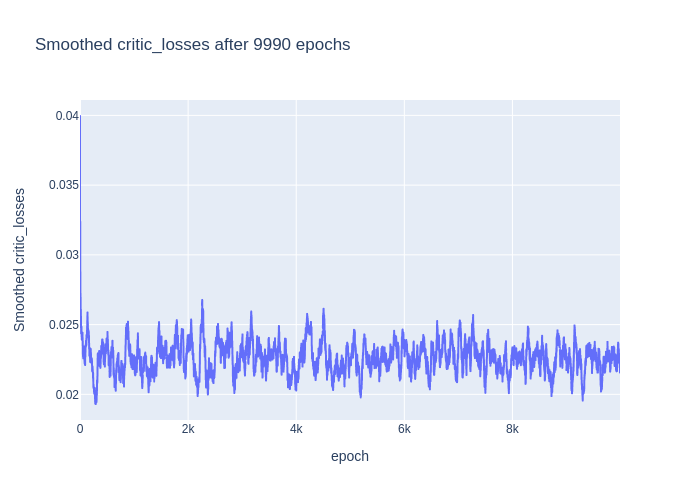 Smoothed critic_losses after 9990 epochs
Smoothed critic_losses
0.04
0.035
0.03
0.025
0.02
0
2k
4k
6k
8k
epoch